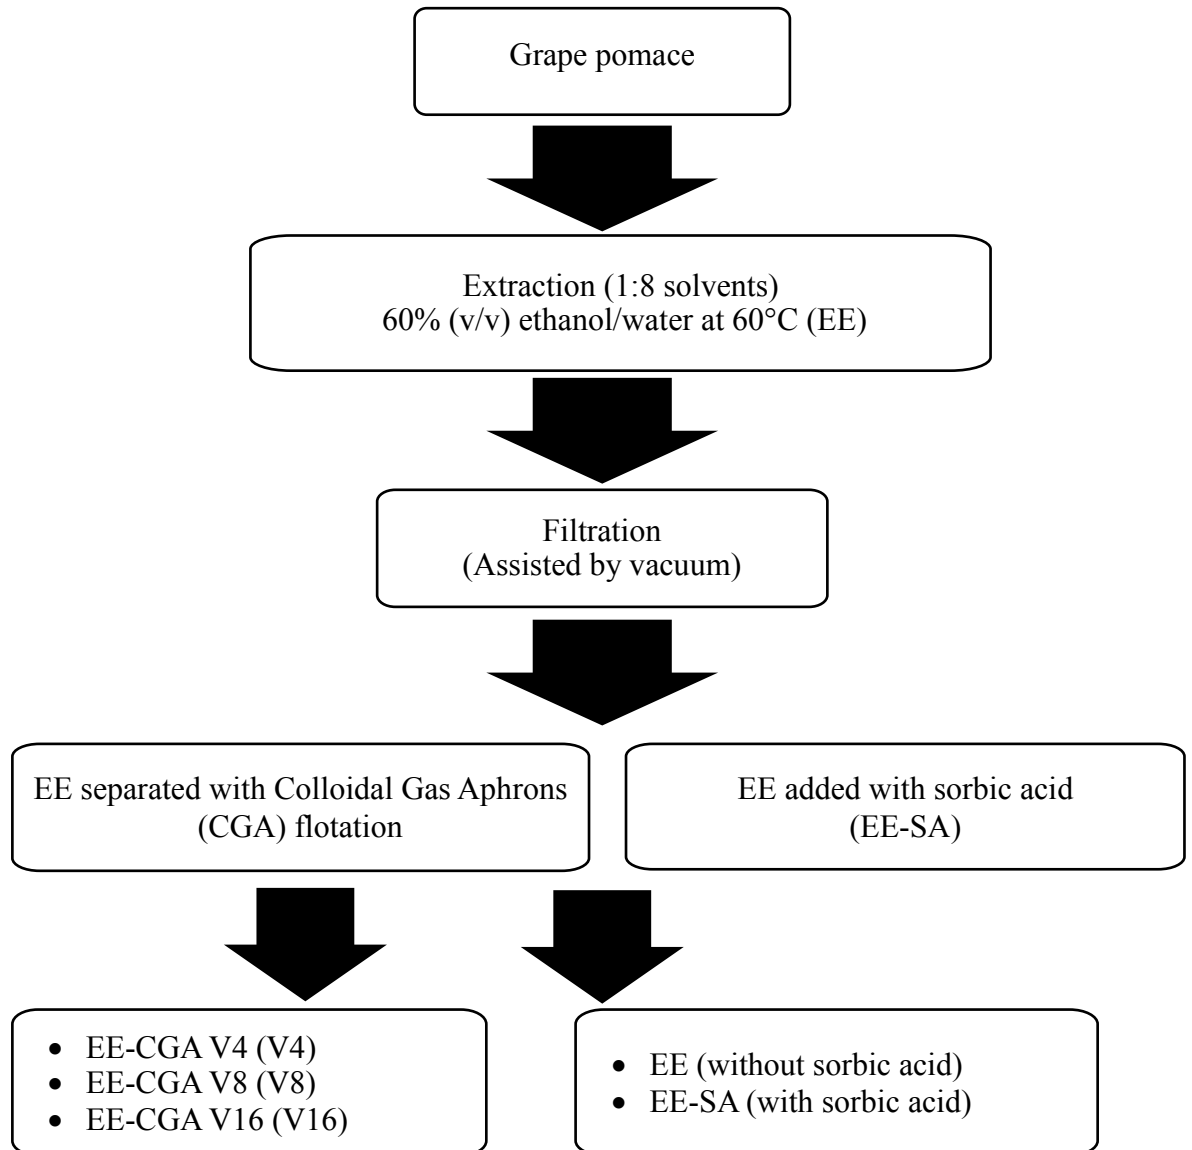 Grape pomace
Extraction (1:8 solvents)
60% (v/v) ethanol/water at 60°C (EE)
Filtration
(Assisted by vacuum)
EE separated with Colloidal Gas Aphrons
(CGA) flotation
EE added with sorbic acid
(EE-SA)
• EE-CGA V4 (V4)
• EE-CGA V8 (V8)
• EE-CGA V16 (V16)
• EE (without sorbic acid)
• EE-SA (with sorbic acid)